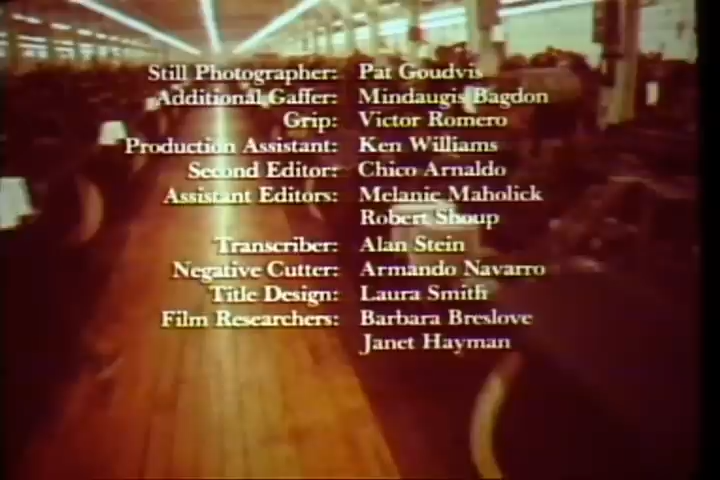 Still Photographer: Pat Goudvis
Additional Gaffer: Mindaugis Bagdon
Grip: Victor Romero
Production Assistant: Ken Williams
Second Editor: Chico Arnaldo
Assistant Editors: Melanie Maholick
Robert Shoup
Transcriber: Alan Stein
Negative Cutter: Armando Navarro
Title Design: Laura Smith
Film Researchers: Barbara Breslove
Janet Hayman